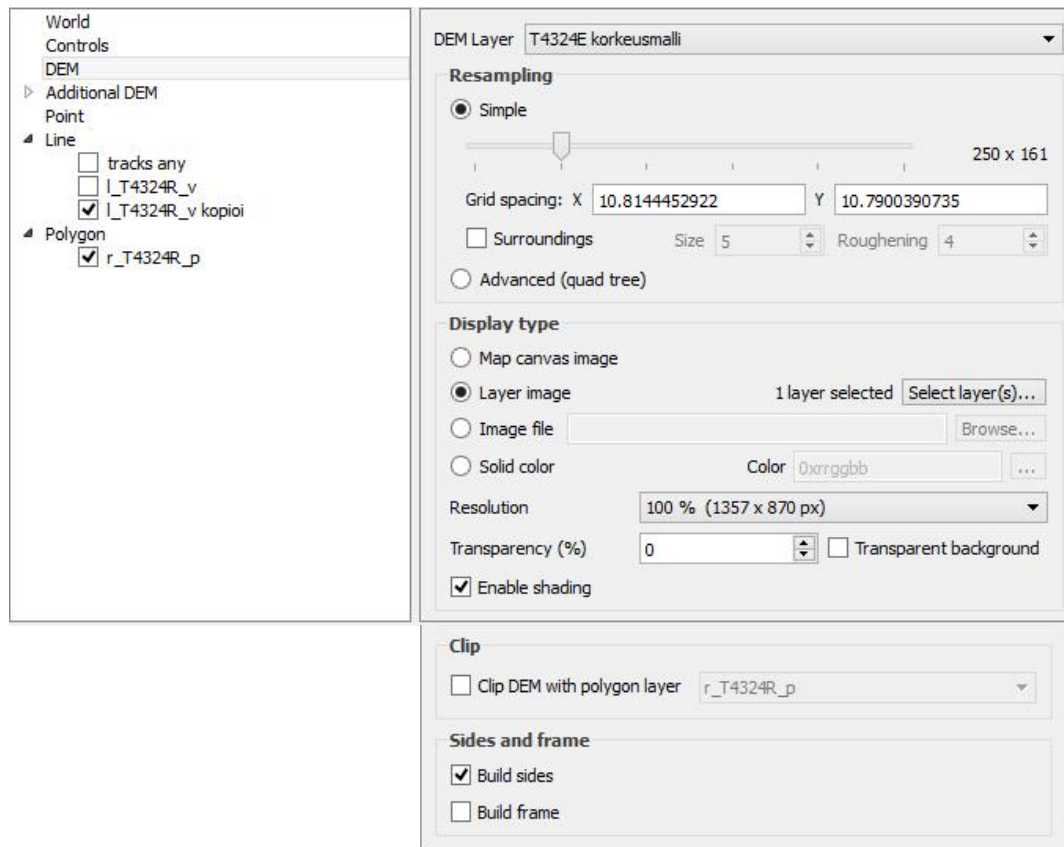 World
Controls
DEM
Additional DEM
Point
Line
tracks any
l_T4324R_v
l_T4324R_v kopioi
Polygon
r_T4324R_p
DEM Layer T4324E korkeusmalli
Resampling
Simple
250 x 161
Grid spacing: X 10.8144452922 Y 10.7900390735
Surroundings Size 5 Roughening 4
Advanced (quad tree)
Display type
Map canvas image
Layer image 1 layer selected Select layer(s)...
Image file Browse...
Solid color Color 0xrrggbb ...
Resolution 100 % (1357 x 870 px)
Transparency (%) 0 Transparent background
Enable shading
Clip
Clip DEM with polygon layer r_T4324R_p
Sides and frame
Build sides
Build frame